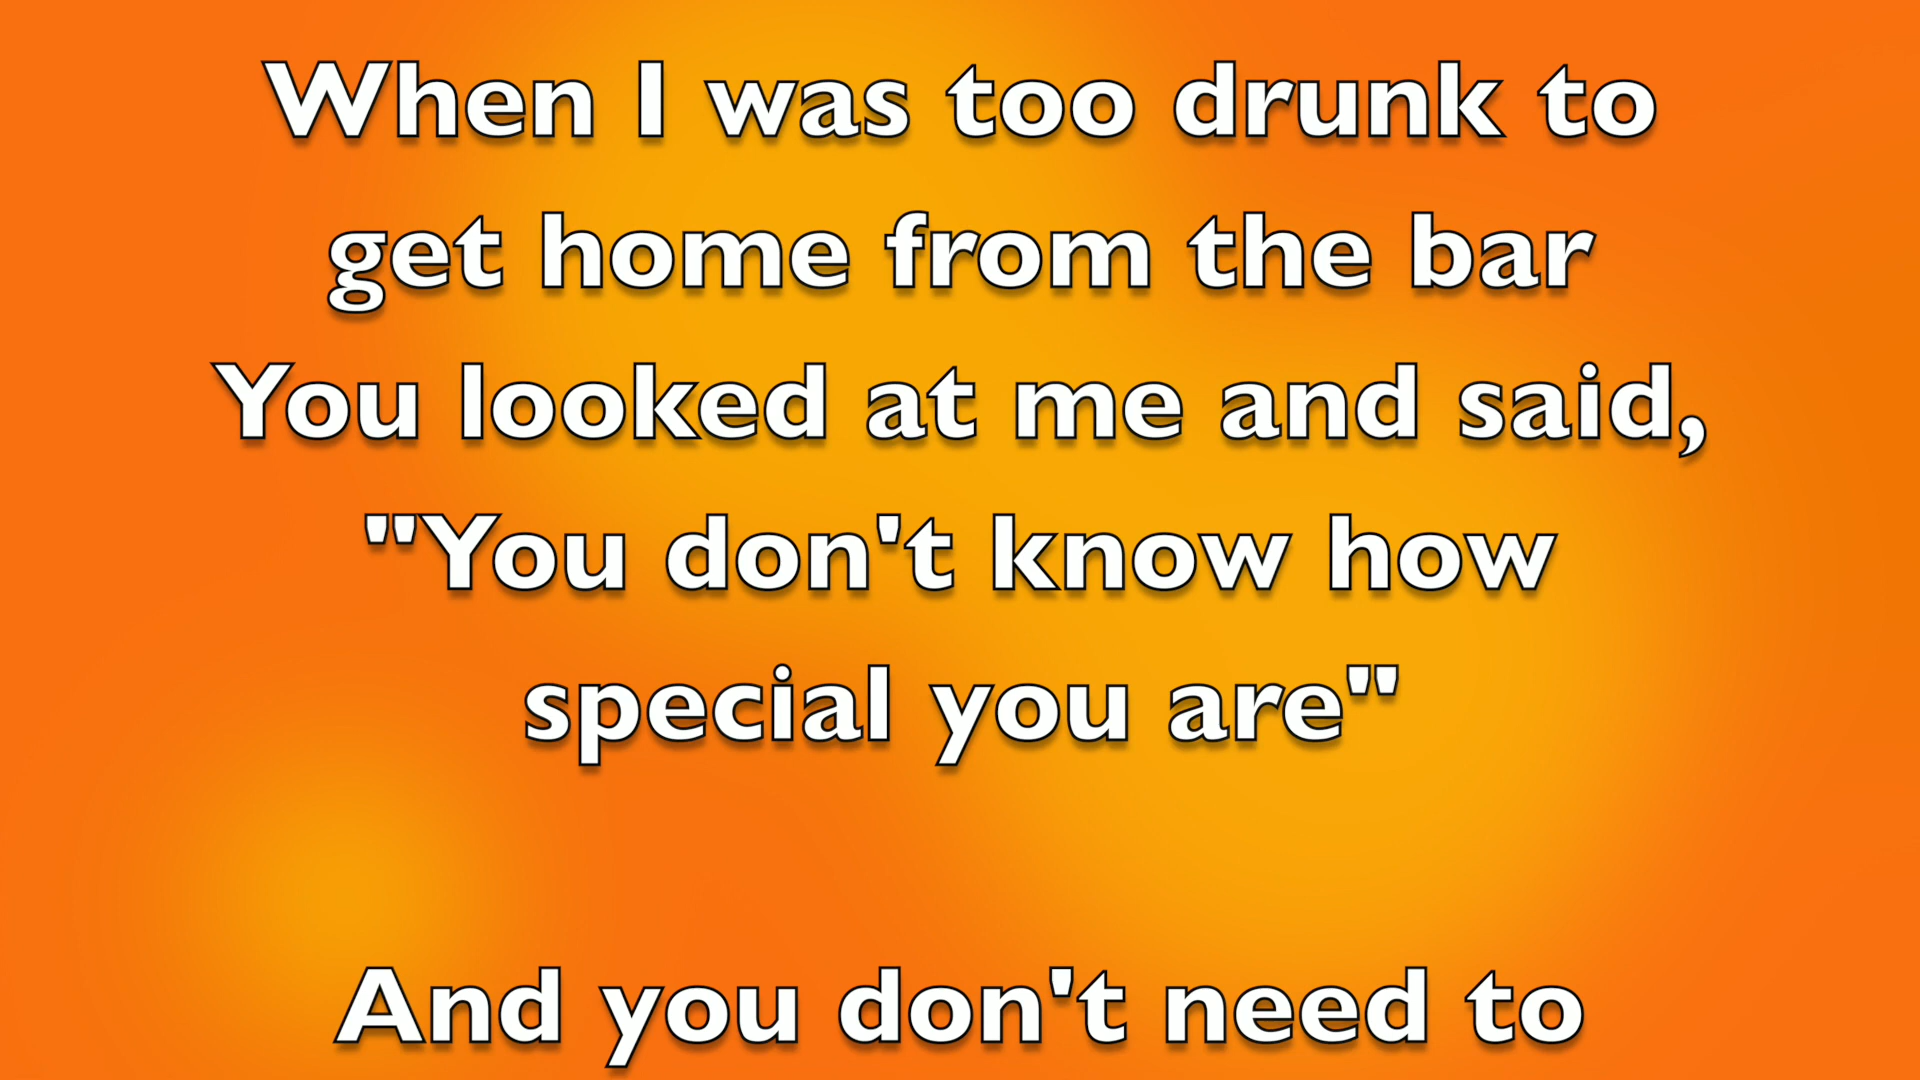 When I was too drunk to
get home from the bar
You looked at me and said,
"You don't know how
special you are"
And you don't need to